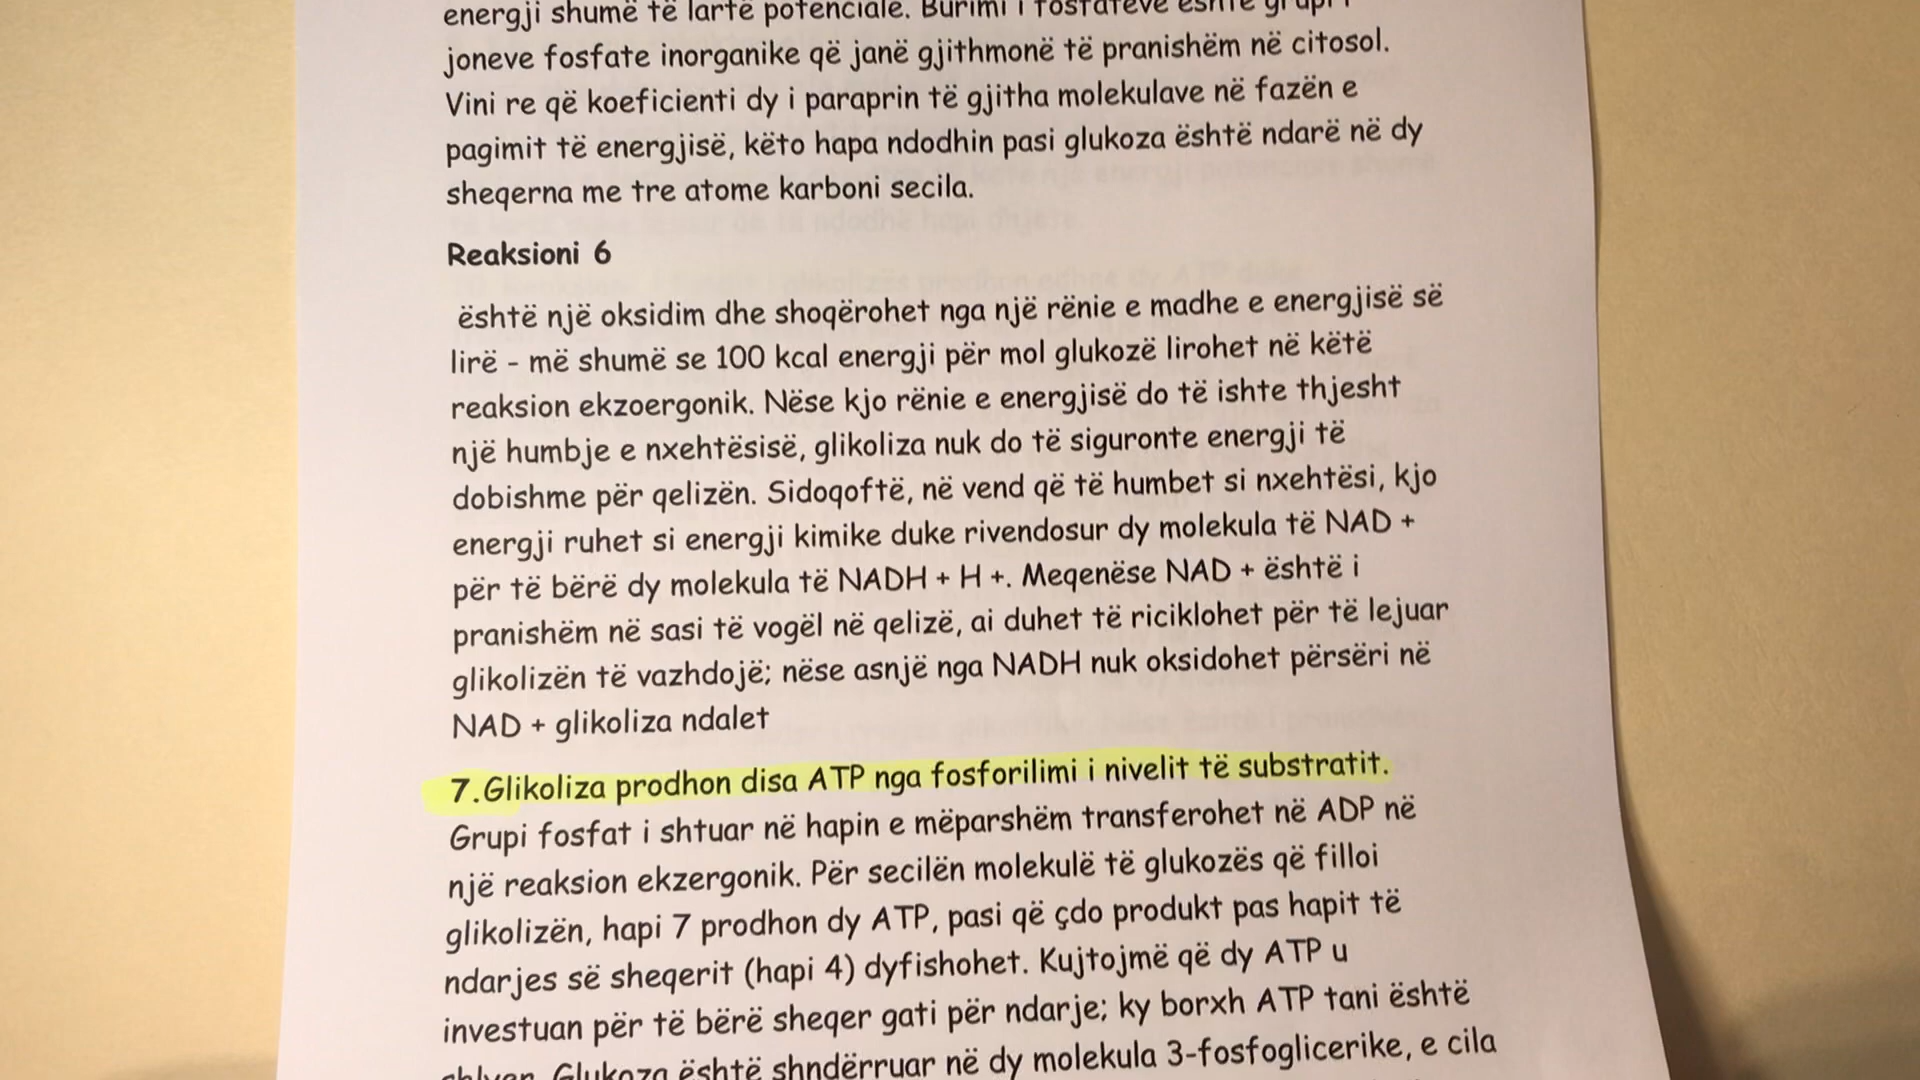 energji shumë të lartë potenciale. Burimi i fosfateve është grupi i
joneve fosfate inorganike që janë gjithmonë të pranishëm në citosol.
Vini re që koeficienti dy i paraprin të gjitha molekulave në fazën e
pagimit të energjisë, këto hapa ndodhin pasi glukoza është ndarë në dy
sheqerna me tre atome karboni secila.
Reaksioni 6
është një oksidim dhe shoqërohet nga një rënie e madhe e energjisë së
lirë - më shumë se 100 kcal energji për mol glukozë lirohet në këtë
reaksion ekzoergonik. Nëse kjo rënie e energjisë do të ishte thjesht
një humbje e nxehtësisë, glikoliza nuk do të siguronte energji të
dobishme për qelizën. Sidoqoftë, në vend që të humbet si nxehtësi, kjo
energji ruhet si energji kimike duke rivendosur dy molekula të NAD +
për të bërë dy molekula të NADH + H +. Meqenëse NAD + është i
pranishëm në sasi të vogël në qelizë, ai duhet të riciklohet për të lejuar
glikolizën të vazhdojë; nëse asnjë nga NADH nuk oksidohet përsëri në
NAD + glikoliza ndalet
7.Glikoliza prodhon disa ATP nga fosforilimi i nivelit të substratit.
Grupi fosfat i shtuar në hapin e mëparshëm transferohet në ADP në
një reaksion ekzergonik. Për secilën molekulë të glukozës që filloi
glikolizën, hapi 7 prodhon dy ATP, pasi që çdo produkt pas hapit të
ndarjes së sheqerit (hapi 4) dyfishohet. Kujtojmë që dy ATP u
investuan për të bërë sheqer gati për ndarje; ky borxh ATP tani është
shlyer. Glukoza është shndërruar në dy molekula 3-fosfoglicerike, e cila